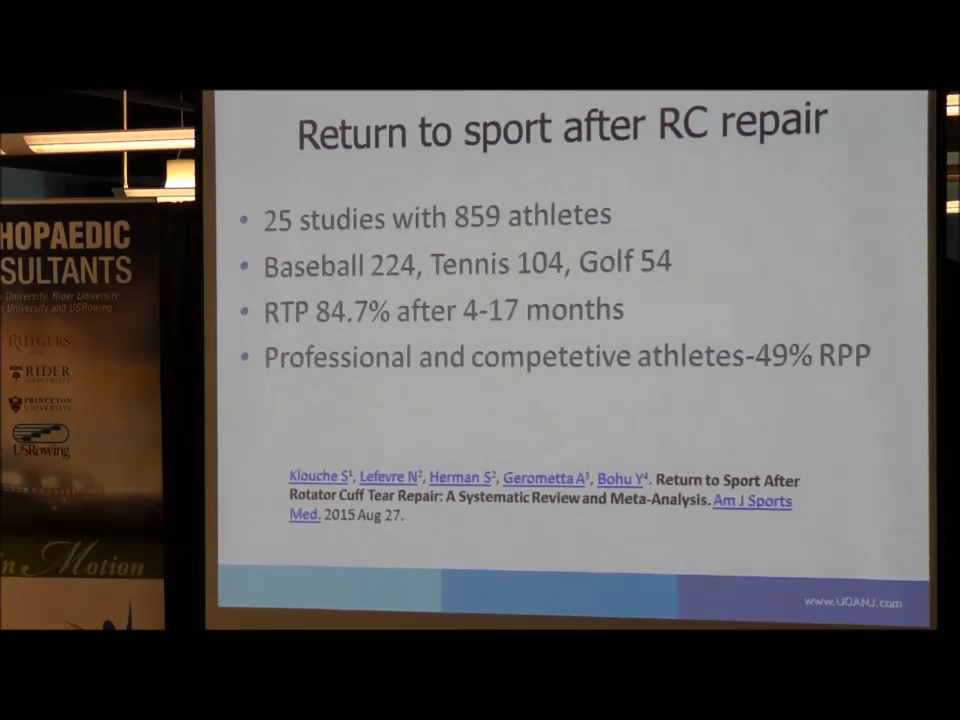 Return to sport after RC repair
• 25 studies with 859 athletes
• Baseball 224, Tennis 104, Golf 54
• RTP 84.7% after 4-17 months
• Professional and competetive athletes-49% RPP
Klouche S1, Lefevre N2, Herman S2, Gerometta A3, Bohu Y4. Return to Sport After
Rotator Cuff Tear Repair: A Systematic Review and Meta-Analysis. Am J Sports
Med. 2015 Aug 27.
www.UOANJ.com
HOPAEDIC
SULTANTS
University, Rider University
University and USRowing
RUTGERS
RIDER
UNIVERSITY
PRINCETON
UNIVERSITY
USRowing
in Motion